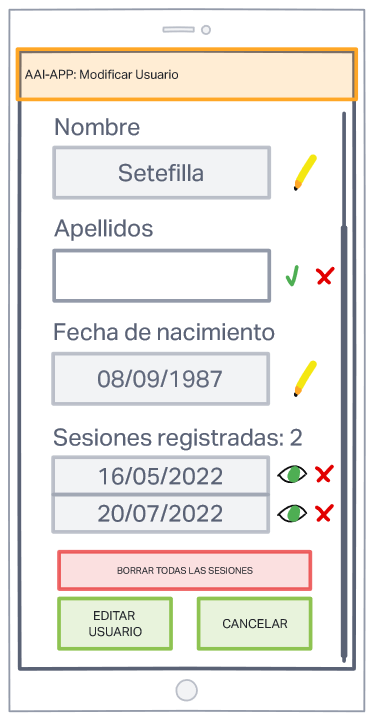 AAI-APP: Modificar Usuario
Nombre
Setefilla
Apellidos
Fecha de nacimiento
08/09/1987
Sesiones registradas: 2
16/05/2022
20/07/2022
BORRAR TODAS LAS SESIONES
EDITAR
USUARIO
CANCELAR